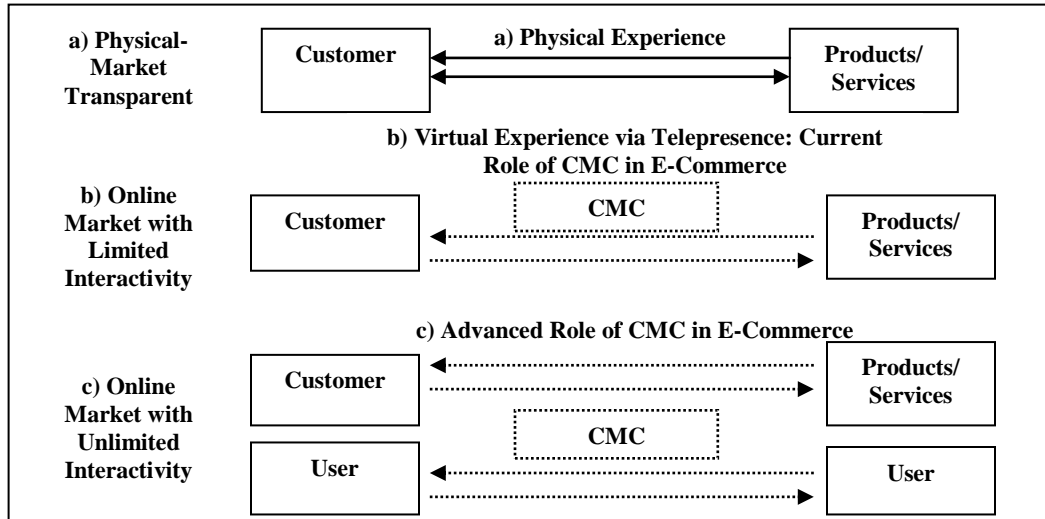 a) Physical-
Market
Transparent
Customer
a) Physical Experience
Products/
Services
b) Virtual Experience via Telepresence: Current
Role of CMC in E-Commerce
b) Online
Market with
Limited
Interactivity
Customer
CMC
Products/
Services
c) Advanced Role of CMC in E-Commerce
c) Online
Market with
Unlimited
Interactivity
Customer
Products/
Services
CMC
User
User